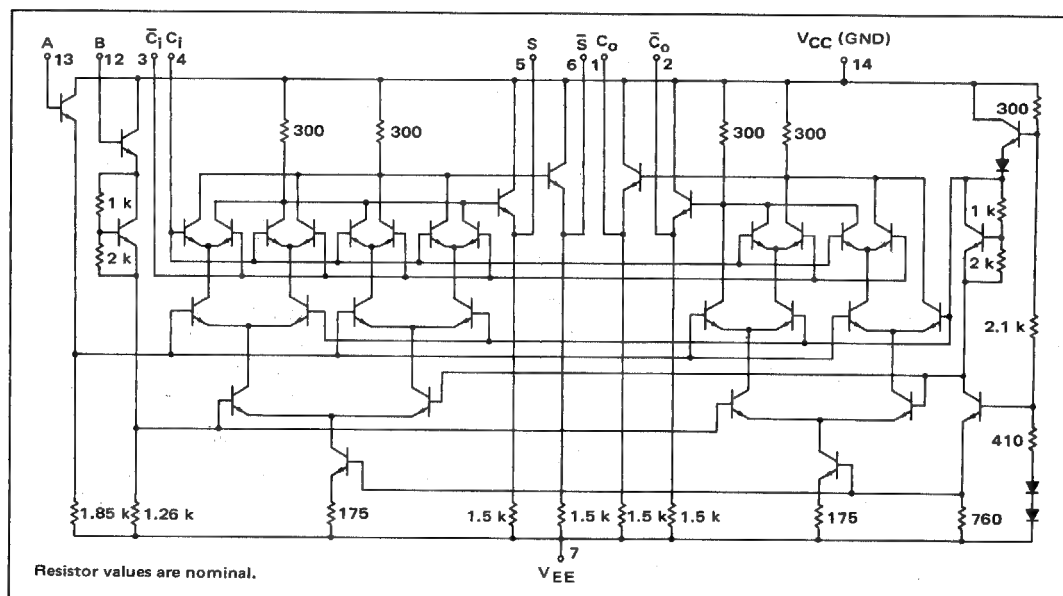 A B C̄i Ci S S̄ Co C̄o VCC (GND)
13 12 3 4 5 6 1 2 14
300 300 300 300 300
1 k 1 k
2 k 2 k
2.1 k
410
1.85 k 1.26 k 175 1.5 k 1.5 k 1.5 k 1.5 k 175 760
7
Resistor values are nominal. VEE